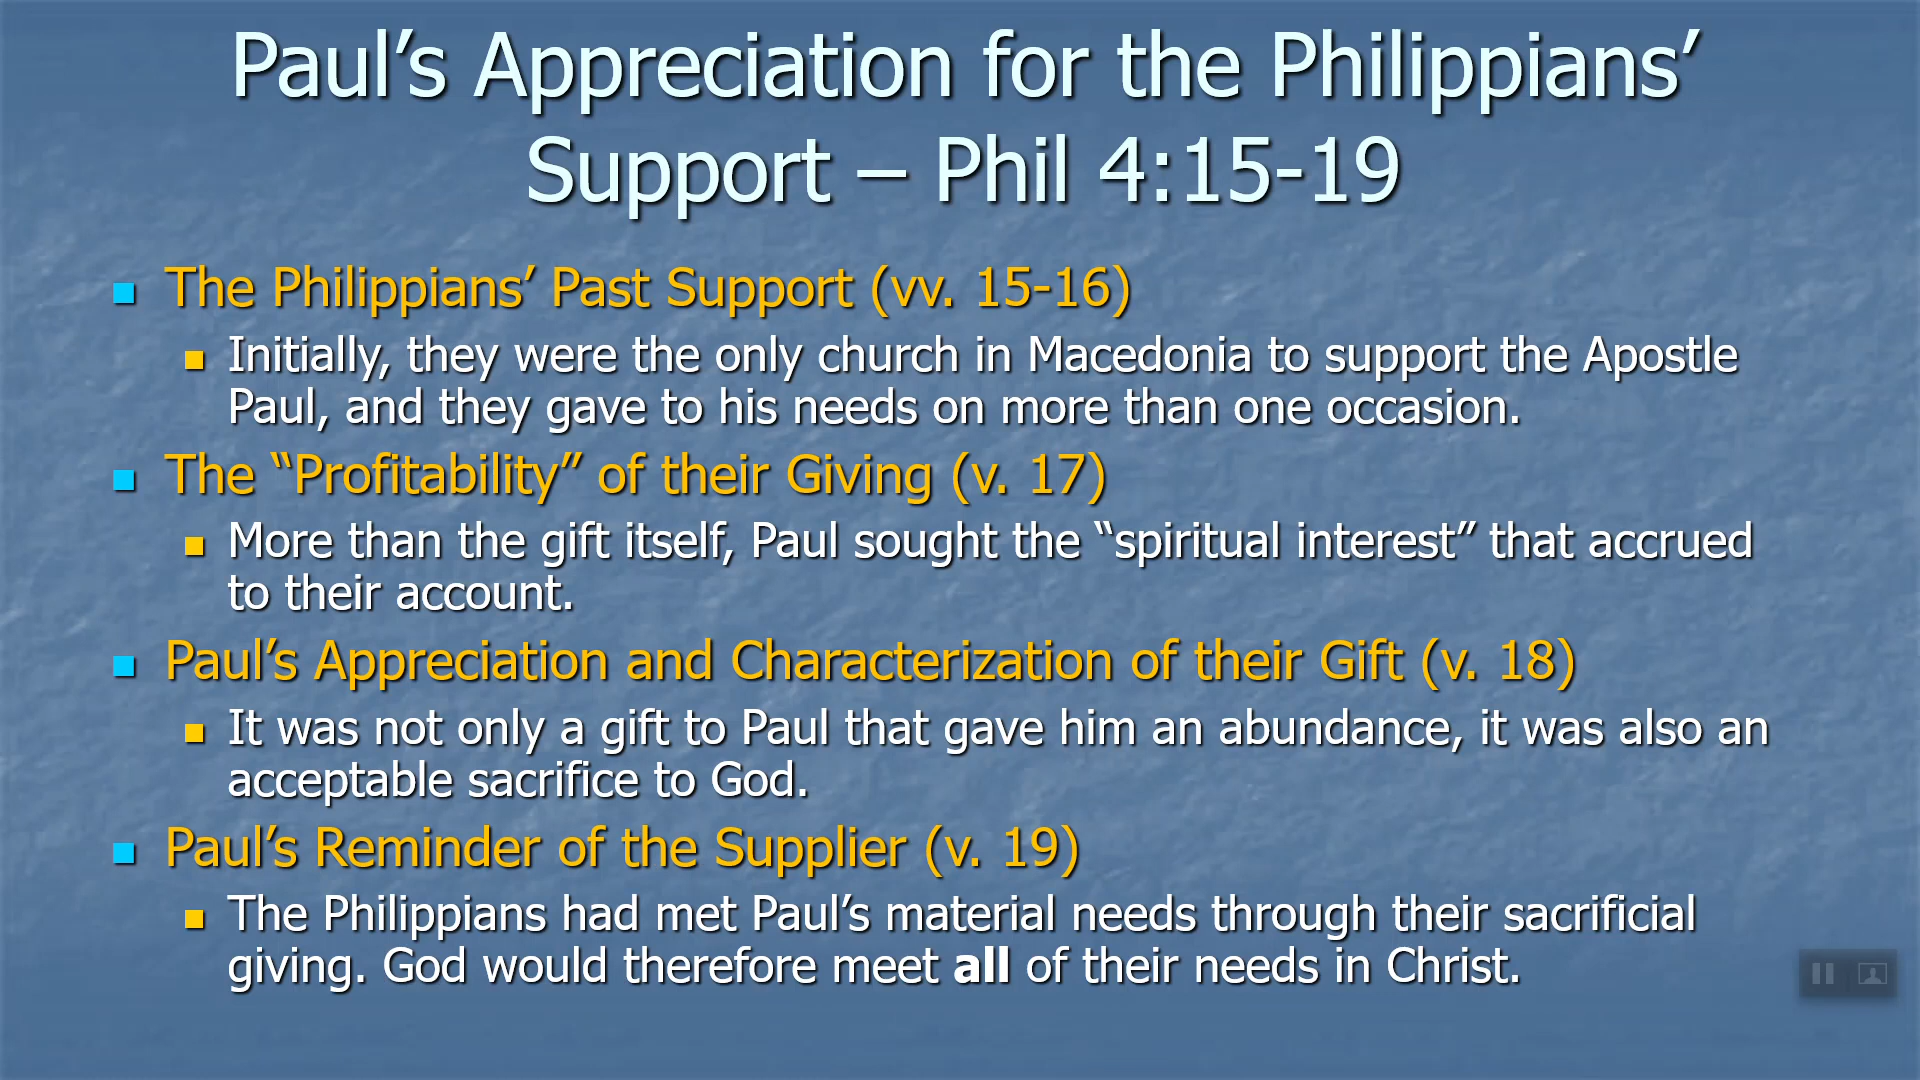 Paul’s Appreciation for the Philippians’
Support – Phil 4:15-19
The Philippians’ Past Support (vv. 15-16)
Initially, they were the only church in Macedonia to support the Apostle
Paul, and they gave to his needs on more than one occasion.
The “Profitability” of their Giving (v. 17)
More than the gift itself, Paul sought the “spiritual interest” that accrued
to their account.
Paul’s Appreciation and Characterization of their Gift (v. 18)
It was not only a gift to Paul that gave him an abundance, it was also an
acceptable sacrifice to God.
Paul’s Reminder of the Supplier (v. 19)
The Philippians had met Paul’s material needs through their sacrificial
giving. God would therefore meet all of their needs in Christ.